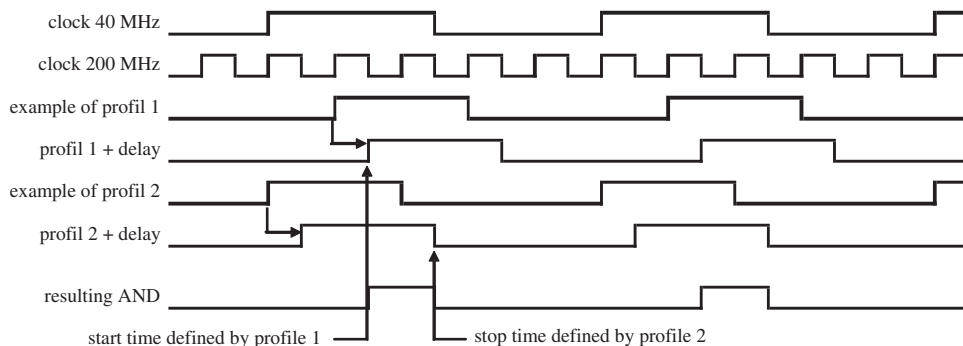 clock 40 MHz
clock 200 MHz
example of profil 1
profil 1 + delay
example of profil 2
profil 2 + delay
resulting AND
start time defined by profile 1
stop time defined by profile 2